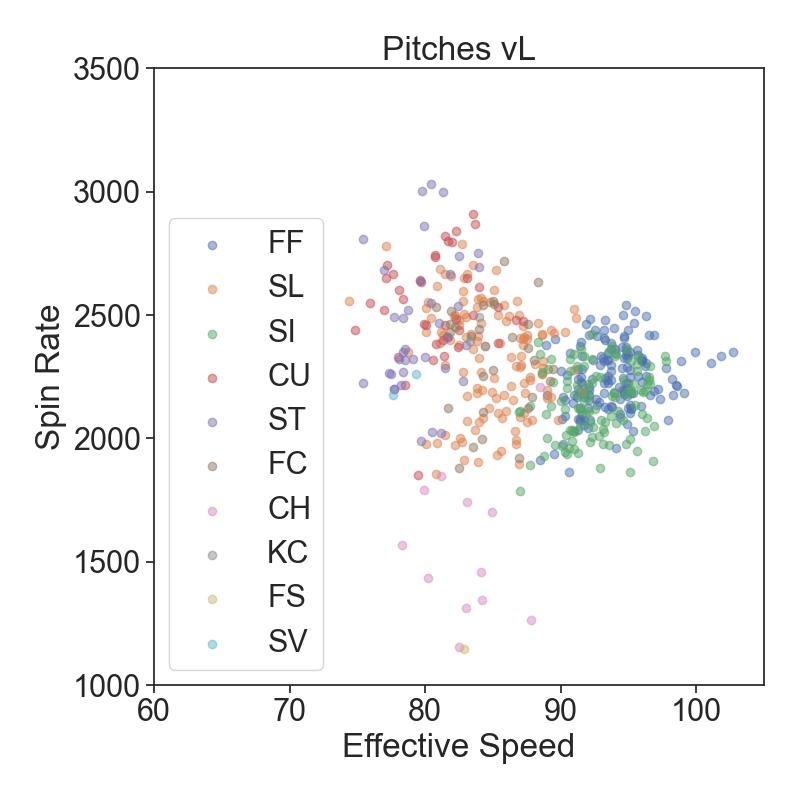 Pitches vL
3500
3000
2500
2000
1500
1000
Spin Rate
FF
SL
SI
CU
ST
FC
CH
KC
FS
SV
60 70 80 90 100
Effective Speed